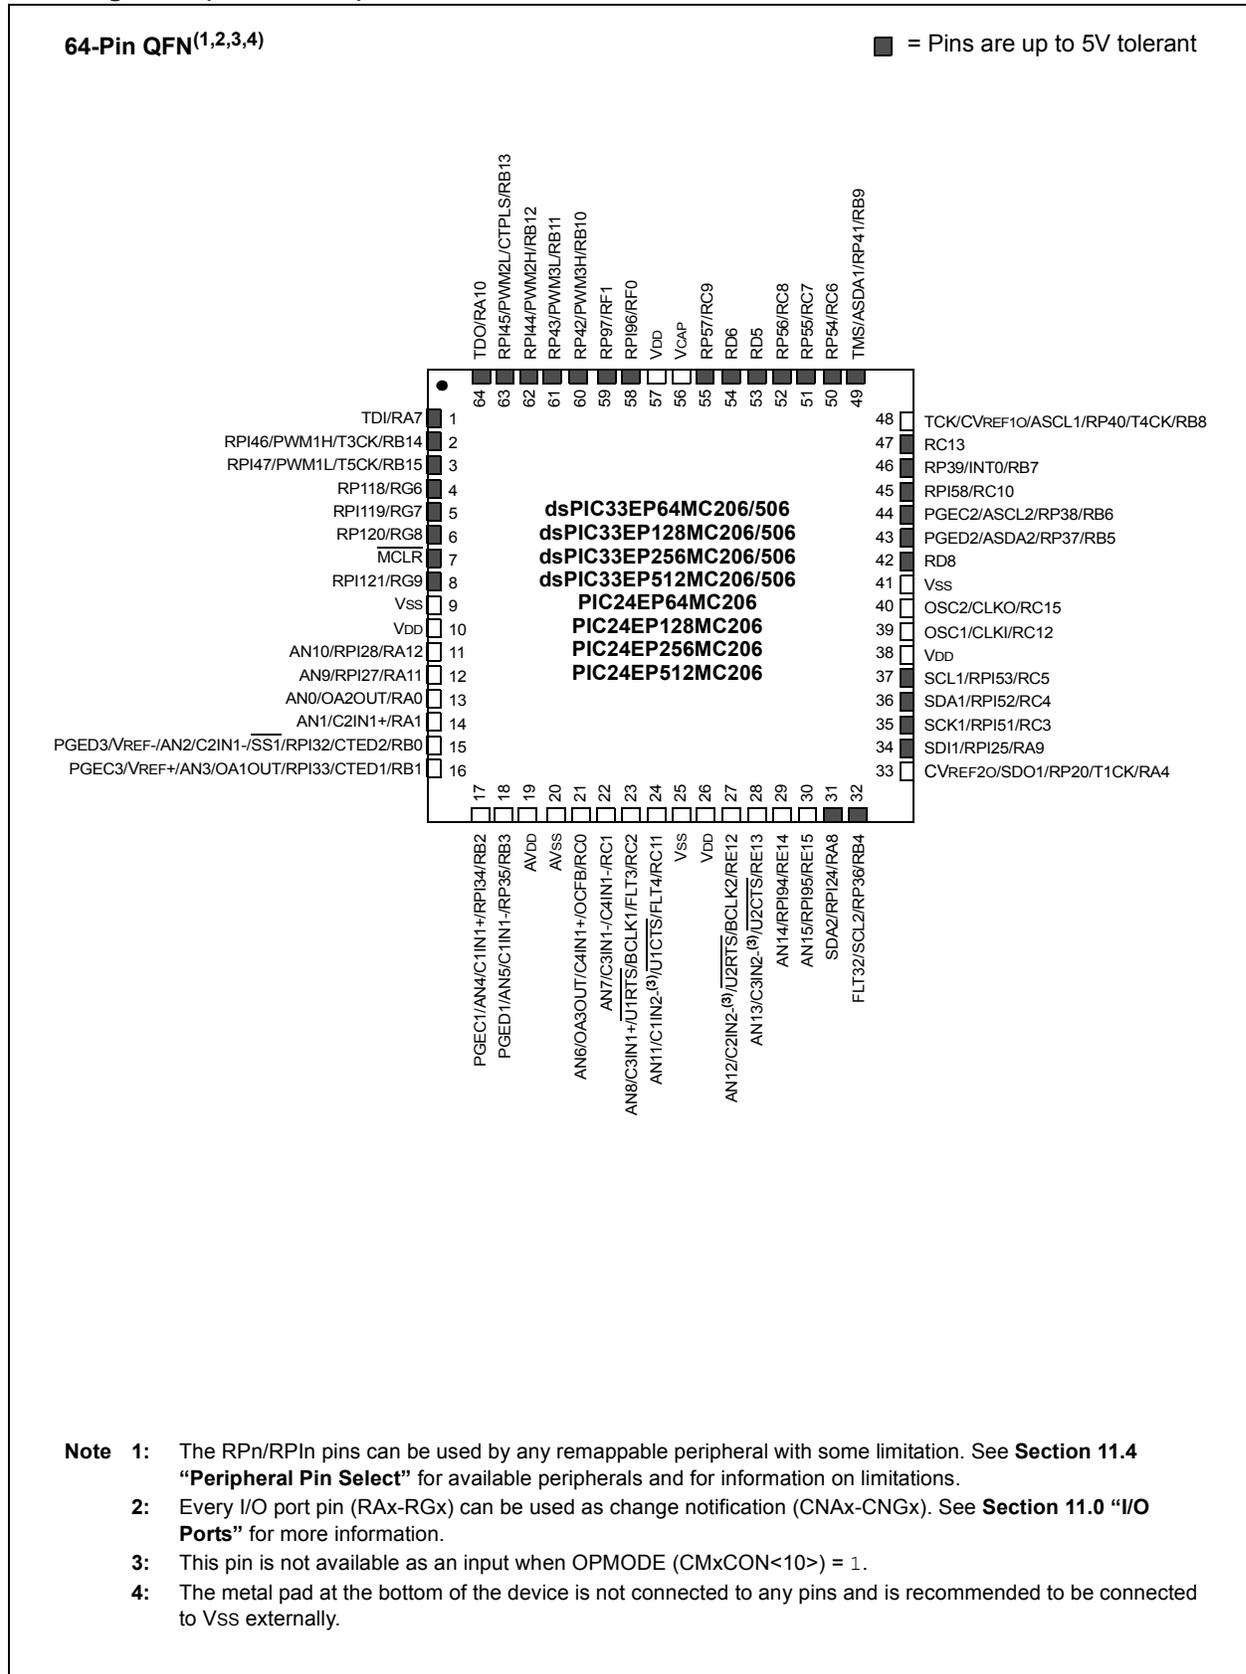 64-Pin QFN(1,2,3,4)
= Pins are up to 5V tolerant
TDO/RA10
RPI45/PWM2L/CTPLS/RB13
RPI44/PWM2H/RB12
RP43/PWM3L/RB11
RP42/PWM3H/RB10
RP97/RF1
RPI96/RF0
VDD
VCAP
RP57/RC9
RD6
RD5
RP56/RC8
RP55/RC7
RP54/RC6
TMS/ASDA1/RP41/RB9
64 63 62 61 60 59 58 57 56 55 54 53 52 51 50 49
TDI/RA7 1
RPI46/PWM1H/T3CK/RB14 2
RPI47/PWM1L/T5CK/RB15 3
RP118/RG6 4
RPI119/RG7 5
RP120/RG8 6
MCLR 7
RPI121/RG9 8
VSS 9
VDD 10
AN10/RPI28/RA12 11
AN9/RPI27/RA11 12
AN0/OA2OUT/RA0 13
AN1/C2IN1+/RA1 14
PGED3/VREF-/AN2/C2IN1-/SS1/RPI32/CTED2/RB0 15
PGEC3/VREF+/AN3/OA1OUT/RPI33/CTED1/RB1 16
dsPIC33EP64MC206/506
dsPIC33EP128MC206/506
dsPIC33EP256MC206/506
dsPIC33EP512MC206/506
PIC24EP64MC206
PIC24EP128MC206
PIC24EP256MC206
PIC24EP512MC206
48 TCK/CVREF1O/ASCL1/RP40/T4CK/RB8
47 RC13
46 RP39/INT0/RB7
45 RPI58/RC10
44 PGEC2/ASCL2/RP38/RB6
43 PGED2/ASDA2/RP37/RB5
42 RD8
41 VSS
40 OSC2/CLKO/RC15
39 OSC1/CLKI/RC12
38 VDD
37 SCL1/RPI53/RC5
36 SDA1/RPI52/RC4
35 SCK1/RPI51/RC3
34 SDI1/RPI25/RA9
33 CVREF2O/SDO1/RP20/T1CK/RA4
17 18 19 20 21 22 23 24 25 26 27 28 29 30 31 32
PGEC1/AN4/C1IN1+/RPI34/RB2
PGED1/AN5/C1IN1-/RP35/RB3
AVDD
AVSS
AN6/OA3OUT/C4IN1+/OCFB/RC0
AN7/C3IN1-/C4IN1-/RC1
AN8/C3IN1+/U1RTS/BCLK1/FLT3/RC2
AN11/C1IN2-(3)/U1CTS/FLT4/RC11
VSS
VDD
AN12/C2IN2-(3)/U2RTS/BCLK2/RE12
AN13/C3IN2-(3)/U2CTS/RE13
AN14/RPI94/RE14
AN15/RPI95/RE15
SDA2/RPI24/RA8
FLT32/SCL2/RP36/RB4
Note 1: The RPn/RPIn pins can be used by any remappable peripheral with some limitation. See Section 11.4
“Peripheral Pin Select” for available peripherals and for information on limitations.
2: Every I/O port pin (RAx-RGx) can be used as change notification (CNAx-CNGx). See Section 11.0 “I/O
Ports” for more information.
3: This pin is not available as an input when OPMODE (CMxCON<10>) = 1.
4: The metal pad at the bottom of the device is not connected to any pins and is recommended to be connected
to VSS externally.